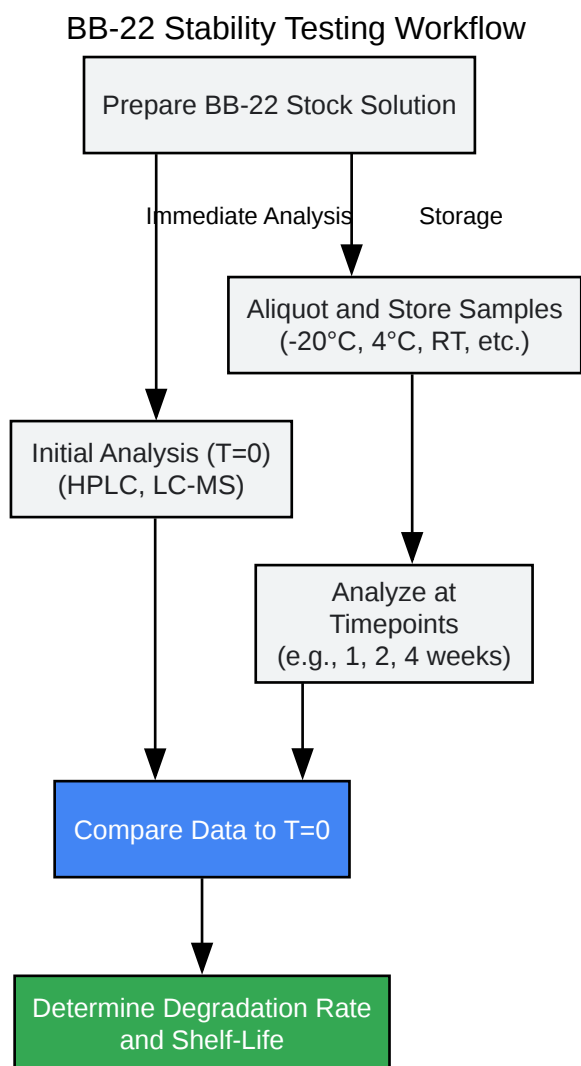 BB-22 Stability Testing Workflow
Prepare BB-22 Stock Solution
Immediate Analysis
Storage
Aliquot and Store Samples
(-20°C, 4°C, RT, etc.)
Initial Analysis (T=0)
(HPLC, LC-MS)
Analyze at
Timepoints
(e.g., 1, 2, 4 weeks)
Compare Data to T=0
Determine Degradation Rate
and Shelf-Life